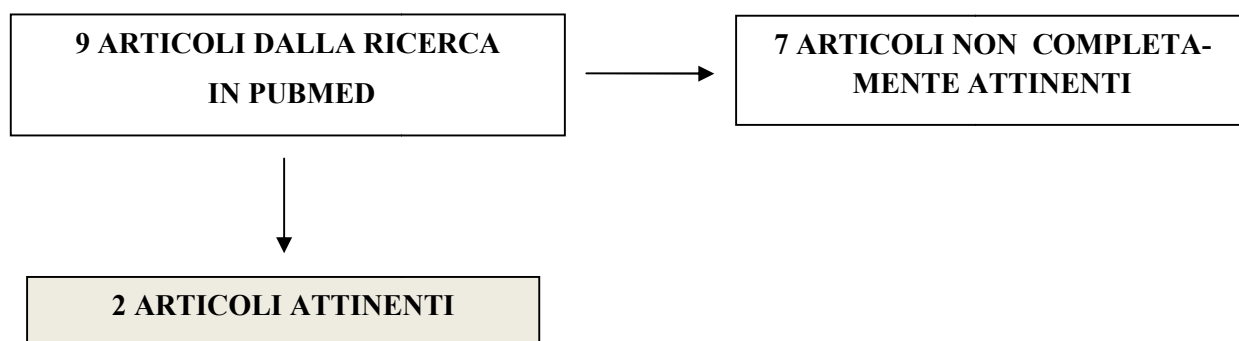 9 ARTICOLI DALLA RICERCA
IN PUBMED
7 ARTICOLI NON COMPLETA-
MENTE ATTINENTI
2 ARTICOLI ATTINENTI